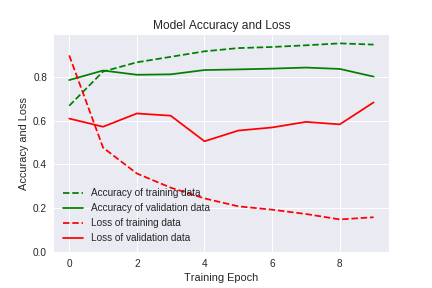 Model Accuracy and Loss
Accuracy and Loss
0.8
0.6
0.4
0.2
0.0
Accuracy of training data
Accuracy of validation data
Loss of training data
Loss of validation data
0 2 4 6 8
Training Epoch